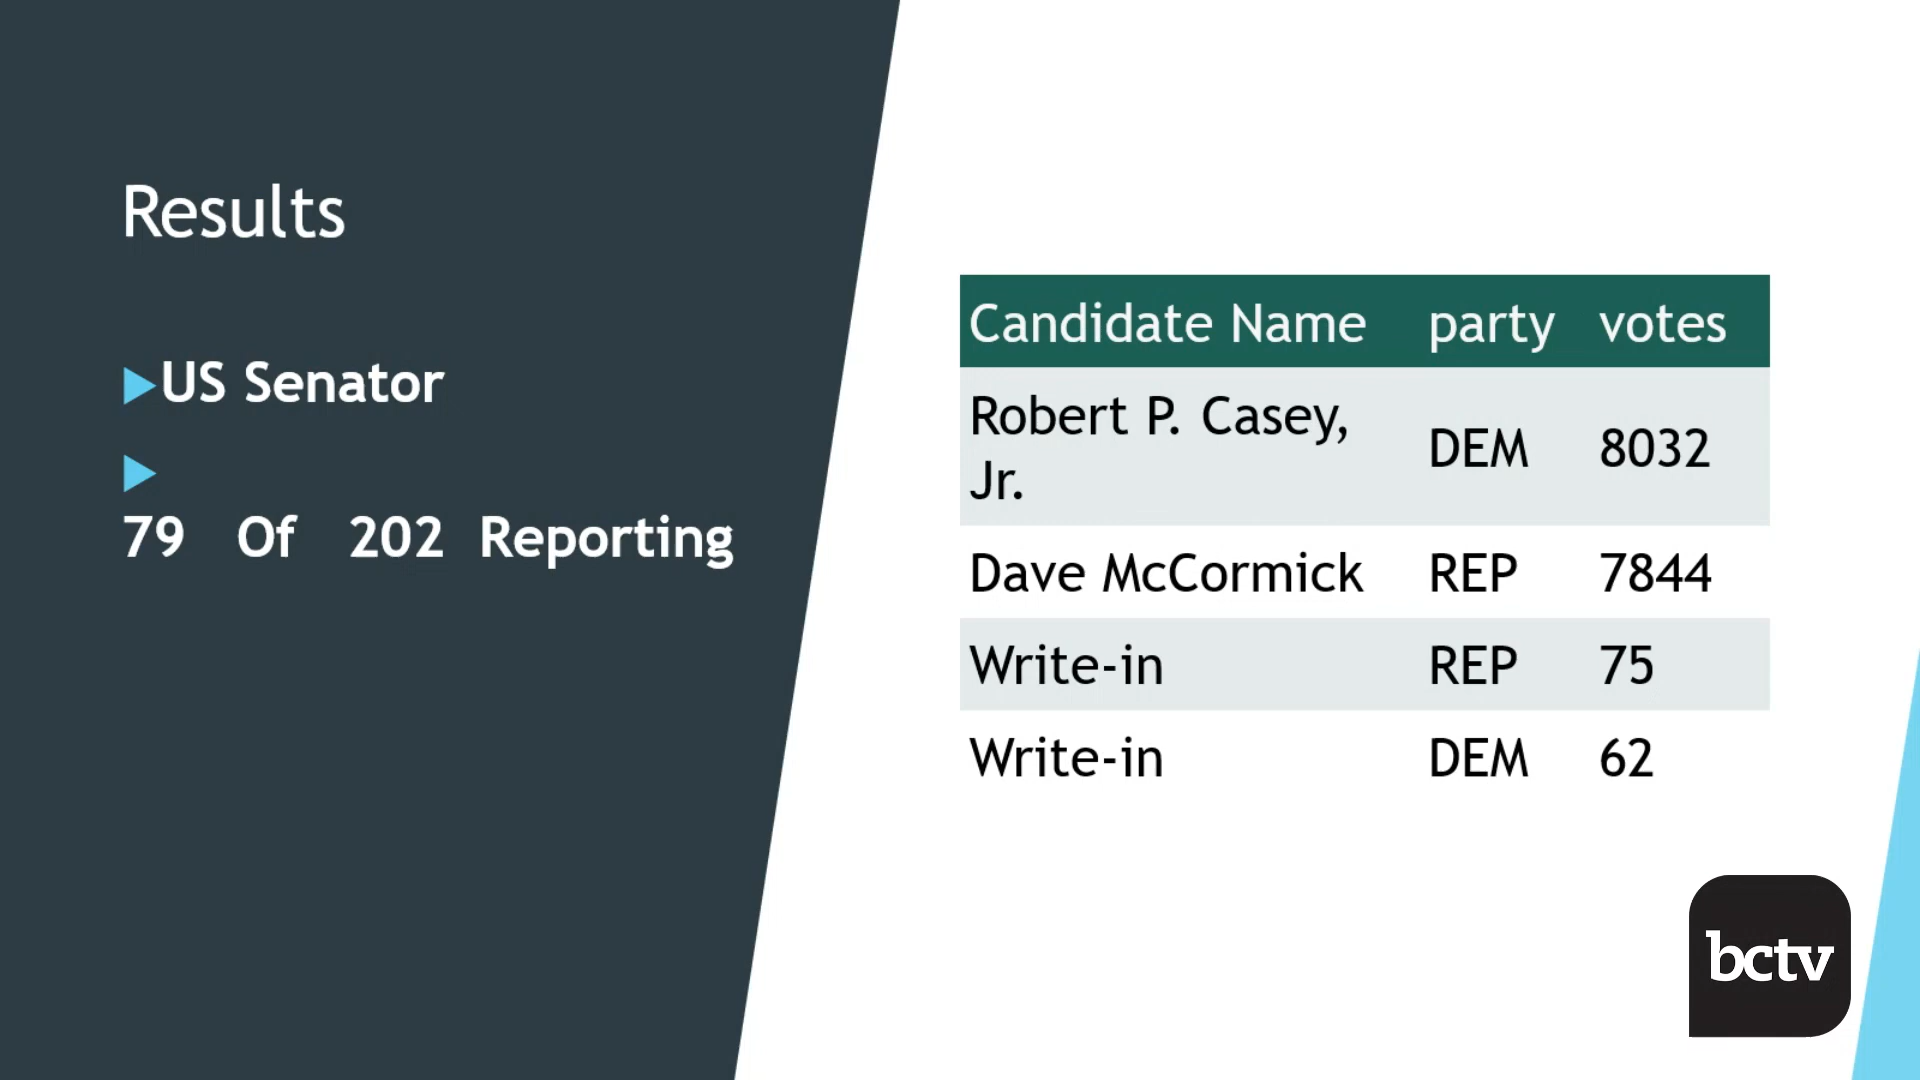 Results
US Senator
79 Of 202 Reporting
Candidate Name party votes
Robert P. Casey,
Jr. DEM 8032
Dave McCormick REP 7844
Write-in REP 75
Write-in DEM 62
bctv